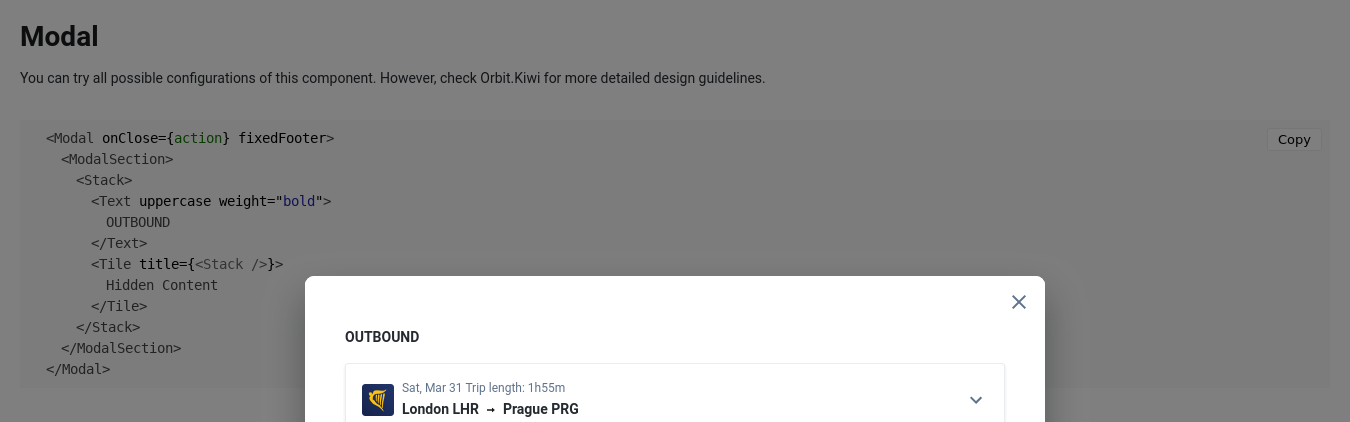 Modal
You can try all possible configurations of this component. However, check Orbit.Kiwi for more detailed design guidelines.
<Modal onClose={action} fixedFooter>
Copy
<ModalSection>
<Stack>
<Text uppercase weight="bold">
OUTBOUND
</Text>
<Tile title={<Stack />}>
Hidden Content
</Tile>
</Stack>
</ModalSection>
</Modal>
OUTBOUND
Sat, Mar 31 Trip length: 1h55m
London LHR → Prague PRG